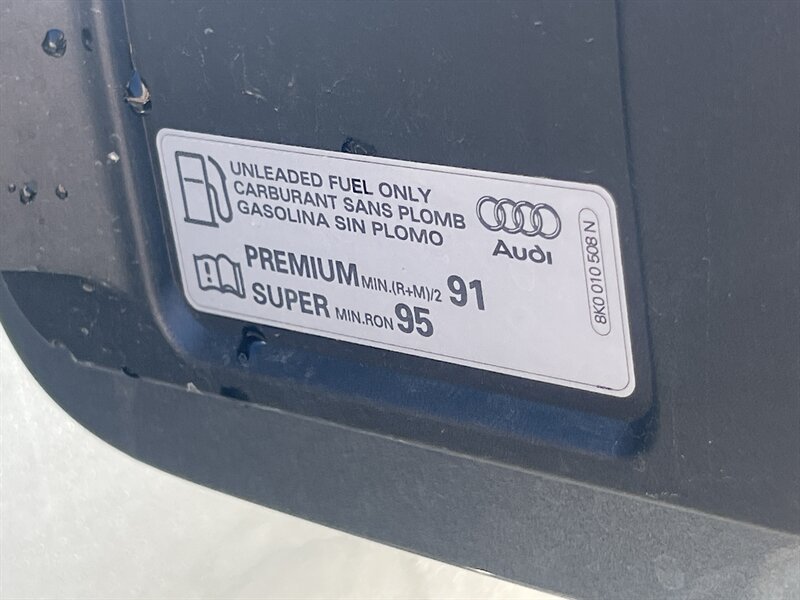 UNLEADED FUEL ONLY
CARBURANT SANS PLOMB
GASOLINA SIN PLOMO
Audi
PREMIUM MIN.(R+M)/2 91
SUPER MIN.RON 95
8K0 010 508 N